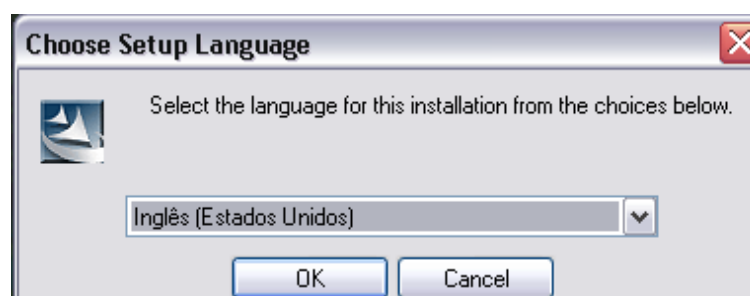 Choose Setup Language
Select the language for this installation from the choices below.
Inglês (Estados Unidos)
OK Cancel